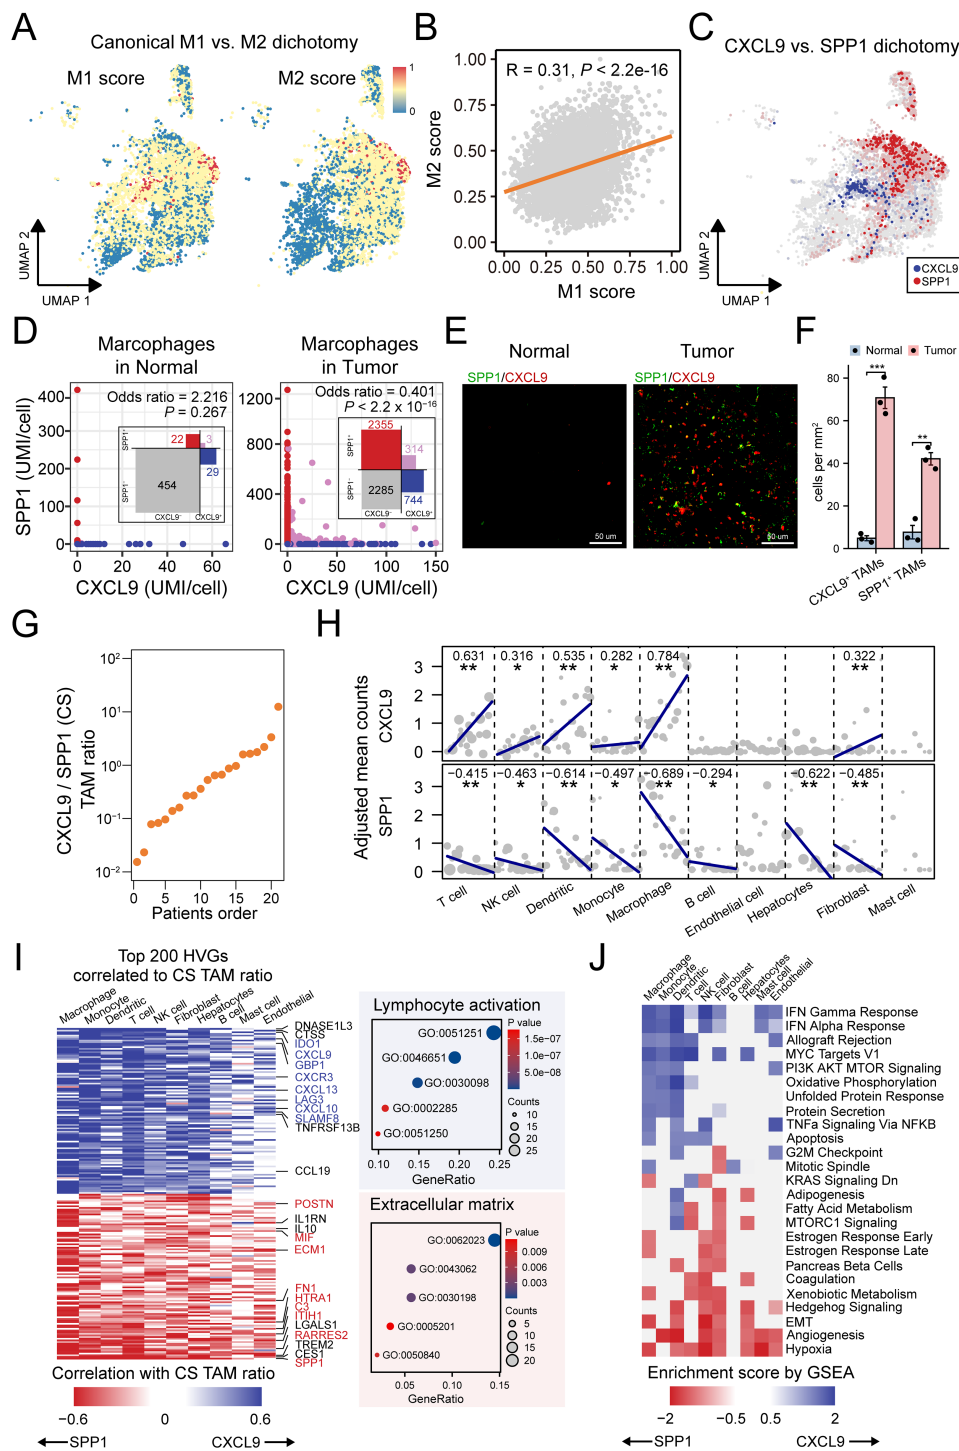 A
Canonical M1 vs. M2 dichotomy
M1 score
M2 score
1
0
UMAP 2
UMAP 1
B
R = 0.31, P < 2.2e-16
M2 score
1.00
0.75
0.50
0.25
0.00
0.00 0.25 0.50 0.75 1.00
M1 score
C
CXCL9 vs. SPP1 dichotomy
UMAP 2
UMAP 1
CXCL9
SPP1
D
Marcophages
in Normal
SPP1 (UMI/cell)
400
300
200
100
0
Odds ratio = 2.216
P = 0.267
22 3
29
454
SPP1⁺
SPP1⁻
CXCL9⁻ CXCL9⁺
0 20 40 60
CXCL9 (UMI/cell)
Marcophages
in Tumor
1200
800
400
0
Odds ratio = 0.401
P < 2.2 x 10⁻¹⁶
2355
314
2285
744
SPP1⁺
SPP1⁻
CXCL9⁻ CXCL9⁺
0 50 100 150
CXCL9 (UMI/cell)
E
Normal
Tumor
SPP1/CXCL9
SPP1/CXCL9
50 um
50 um
F
Normal Tumor
cells per mm²
80
60
40
20
0
***
**
CXCL9⁺ TAMs
SPP1⁺ TAMs
G
CXCL9 / SPP1 (CS)
TAM ratio
10²
10¹
10⁰
10⁻¹
10⁻²
0 5 10 15 20
Patients order
H
Adjusted mean counts
CXCL9
3
2
1
0
0.631 0.316 0.535 0.282 0.784 0.322
** * ** * ** **
SPP1
3
2
1
0
−0.415 −0.463 −0.614 −0.497 −0.689 −0.294 −0.622 −0.485
** * ** * ** * ** **
T cell
NK cell
Dendritic
Monocyte
Macrophage
B cell
Endothelial cell
Hepatocytes
Fibroblast
Mast cell
I
Top 200 HVGs
correlated to CS TAM ratio
Macrophage
Monocyte
Dendritic
T cell
NK cell
Fibroblast
Hepatocytes
B cell
Mast cell
Endothelial
DNASE1L3
CTSS
IDO1
CXCL9
GBP1
CXCR3
CXCL13
LAG3
CXCL10
SLAMF8
TNFRSF13B
CCL19
POSTN
IL1RN
IL10
MIF
ECM1
FN1
HTRA1
C3
ITIH1
LGALS1
RARRES2
TREM2
CES1
SPP1
Correlation with CS TAM ratio
−0.6 0 0.6
SPP1 CXCL9
Lymphocyte activation
GO:0051251
GO:0046651
GO:0030098
GO:0002285
GO:0051250
0.10 0.15 0.20 0.25
GeneRatio
P value
1.5e-07
1.0e-07
5.0e-08
Counts
10
15
20
25
Extracellular matrix
GO:0062023
GO:0043062
GO:0030198
GO:0005201
GO:0050840
0.05 0.10 0.15
GeneRatio
P value
0.009
0.006
0.003
Counts
5
10
15
20
J
Macrophage
Monocyte
Dendritic
T cell
NK cell
Fibroblast
B cell
Hepatocytes
Mast cell
Endothelial
IFN Gamma Response
IFN Alpha Response
Allograft Rejection
MYC Targets V1
PI3K AKT MTOR Signaling
Oxidative Phosphorylation
Unfolded Protein Response
Protein Secretion
TNFa Signaling Via NFKB
Apoptosis
G2M Checkpoint
Mitotic Spindle
KRAS Signaling Dn
Adipogenesis
Fatty Acid Metabolism
MTORC1 Signaling
Estrogen Response Early
Estrogen Response Late
Pancreas Beta Cells
Coagulation
Xenobiotic Metabolism
Hedgehog Signaling
EMT
Angiogenesis
Hypoxia
Enrichment score by GSEA
−2 −0.5 0.5 2
SPP1 CXCL9